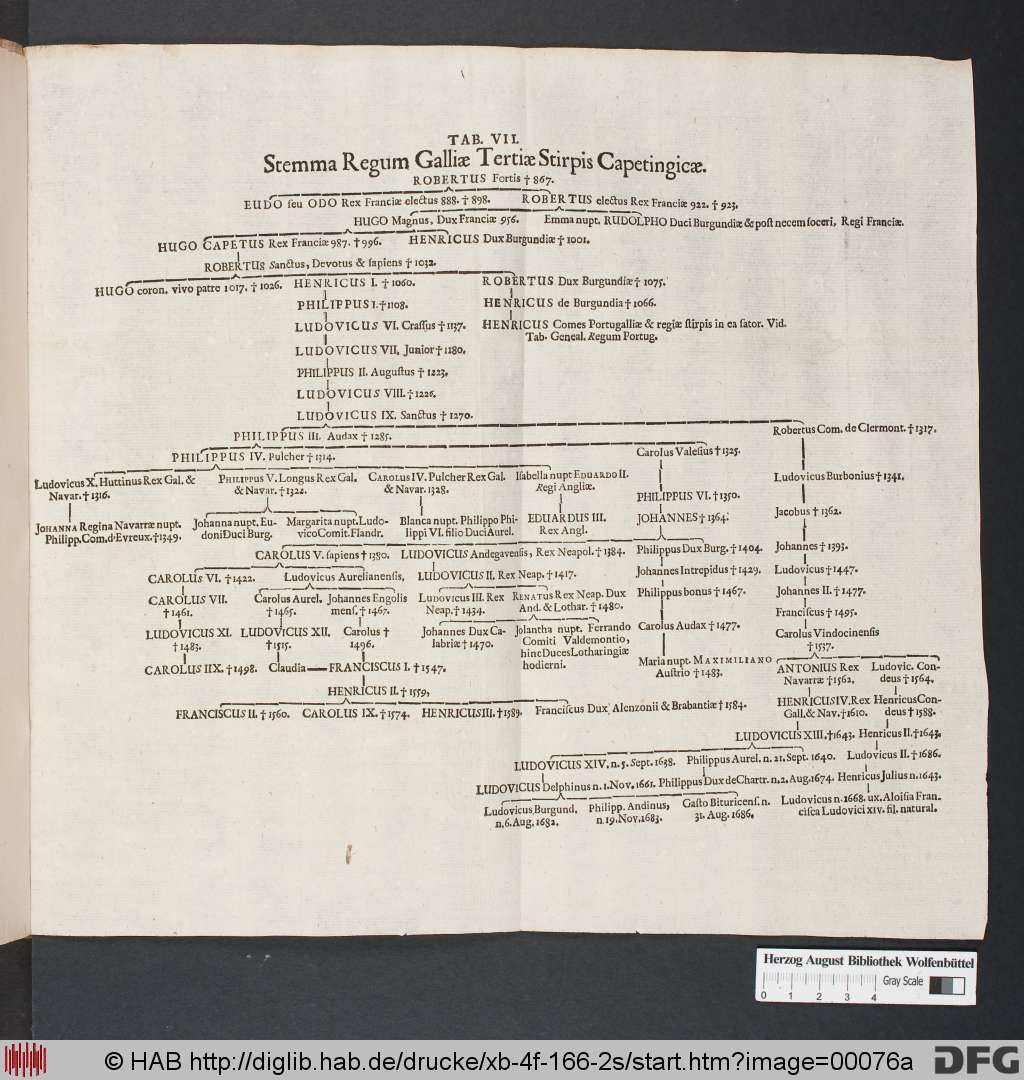 TAB. VII.
Stemma Regum Galliæ Tertiæ Stirpis Capetingicæ.
ROBERTUS Fortis † 867.
EUDO ſeu ODO Rex Franciæ electus 888. † 898. ROBERTUS electus Rex Franciæ 922. † 923.
HUGO Magnus, Dux Franciæ 956. Emma nupt. RUDOLPHO Duci Burgundiæ & poſt necem ſoceri, Regi Franciæ.
HUGO CAPETUS Rex Franciæ 987. † 996. HENRICUS Dux Burgundiæ † 1001.
ROBERTUS Sanctus, Devotus & ſapiens † 1032.
HUGO coron. vivo patre 1017. † 1026. HENRICUS I. † 1060. ROBERTUS Dux Burgundiæ † 1075.
PHILIPPUS I. † 1108. HENRICUS de Burgundia † 1066.
LUDOVICUS VI. Craſſus † 1137. HENRICUS Comes Portugalliæ & regiæ ſtirpis in ea ſator. Vid.
Tab. Geneal. Regum Portug.
LUDOVICUS VII. Junior † 1180.
PHILIPPUS II. Auguſtus † 1223.
LUDOVICUS VIII. † 1226.
LUDOVICUS IX. Sanctus † 1270.
PHILIPPUS III. Audax † 1285. Robertus Com. de Clermont. † 1317.
PHILIPPUS IV. Pulcher † 1314. Carolus Valeſius † 1325.
Ludovicus X. Huttinus Rex Gal. & PHILIPPUS V. Longus Rex Gal. CAROLUS IV. Pulcher Rex Gal. Iſabella nupt EDUARDO II. Ludovicus Burbonius † 1341.
Navar. † 1316. & Navar. † 1322. & Navar. 1328. Regi Angliæ. PHILIPPUS VI. † 1350.
JOHANNA Regina Navarræ nupt. Johanna nupt. Eu- Margarita nupt. Ludo- Blanca nupt. Philippo Phi- EDUARDUS III. JOHANNES † 1364. Jacobus † 1362.
Philipp. Com. d'Evreux. † 1349. doni Duci Burg. vico Comit. Flandr. lippi VI. filio Duci Aurel. Rex Angl.
CAROLUS V. ſapiens † 1380. LUDOVICUS Andegavenſis, Rex Neapol. † 1384. Philippus Dux Burg. † 1404. Johannes † 1393.
CAROLUS VI. † 1422. Ludovicus Aurelianenſis, LUDOVICUS II. Rex Neap. † 1417. Johannes Intrepidus † 1429. Ludovicus † 1447.
CAROLUS VII. Carolus Aurel. Johannes Engolis LUDOVICUS III. Rex RENATUS Rex Neap. Dux Philippus bonus † 1467. Johannes II. † 1477.
† 1461. † 1465. menſ. † 1467. Neap. † 1434. And. & Lothar. † 1480. Franciſcus † 1495.
LUDOVICUS XI. LUDOVICUS XII. Carolus † Johannes Dux Ca- Jolantha nupt. Ferrando Carolus Audax † 1477. Carolus Vindocinenſis
† 1483. † 1515. 1496. labriæ † 1470. Comiti Valdemontio, † 1537.
hinc Duces Lotharingiæ
hodierni.
CAROLUS IIX. † 1498. Claudia — FRANCISCUS I. † 1547. Maria nupt. MAXIMILIANO ANTONIUS Rex Ludovic. Con-
Auſtrio † 1483. Navarræ † 1562. deus † 1564.
HENRICUS II. † 1559, HENRICUS IV. Rex Henricus Con-
Gall. & Nav. † 1610. deus † 1588.
FRANCISCUS II. † 1560. CAROLUS IX. † 1574. HENRICUS III. † 1589. Franciſcus Dux Alenzonii & Brabantiæ † 1584.
LUDOVICUS XIII. † 1643. Henricus II. † 1643.
LUDOVICUS XIV. n. 5. Sept. 1638. Philippus Aurel. n. 21. Sept. 1640. Ludovicus II. † 1686.
LUDOVICUS Delphinus n. 1. Nov. 1661. Philippus Dux de Chartr. n. 2. Aug. 1674. Henricus Julius n. 1643.
Ludovicus Burgund. Philipp. Andinus, Gaſto Bituricenſ. n. Ludovicus n. 1668. ux. Aloiſia Fran-
n. 6. Aug. 1682. n. 19. Nov. 1683. 31. Aug. 1686. ciſca Ludovici XIV. fil. natural.
Herzog August Bibliothek Wolfenbüttel
Gray Scale
0 1 2 3 4
© HAB http://diglib.hab.de/drucke/xb-4f-166-2s/start.htm?image=00076a
DFG